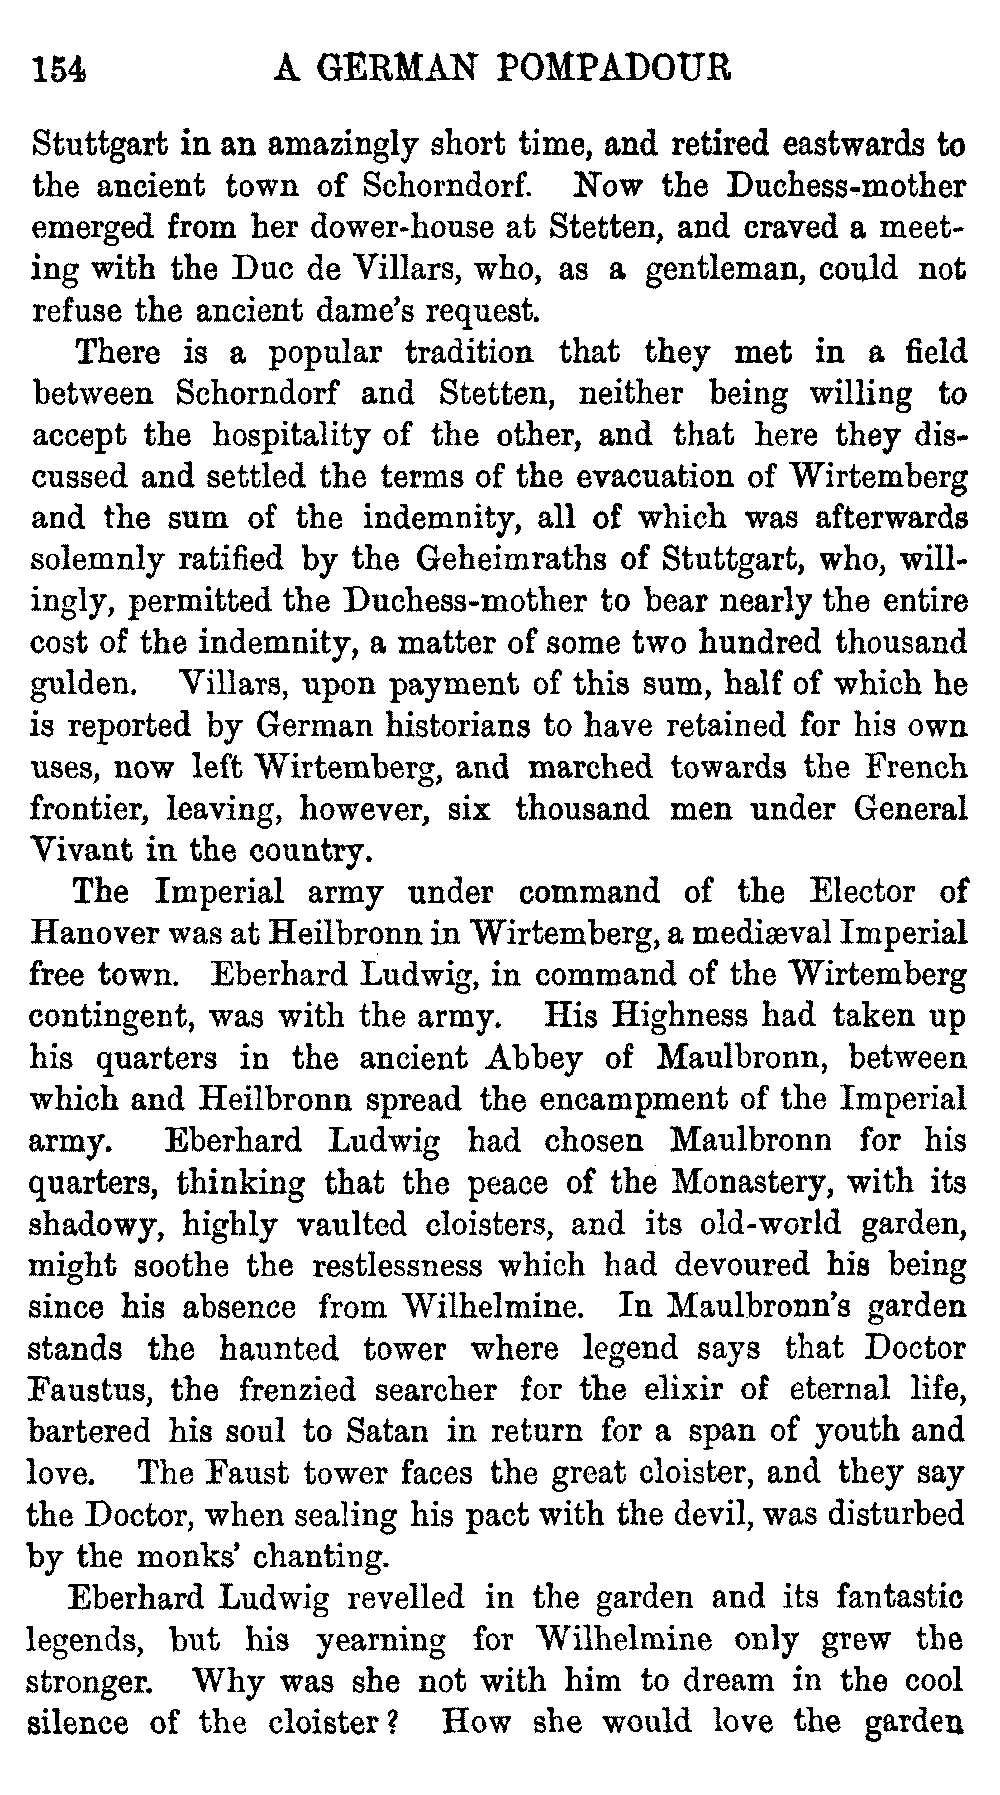 154 A GERMAN POMPADOUR
Stuttgart in an amazingly short time, and retired eastwards to
the ancient town of Schorndorf. Now the Duchess-mother
emerged from her dower-house at Stetten, and craved a meet-
ing with the Duc de Villars, who, as a gentleman, could not
refuse the ancient dame's request.
There is a popular tradition that they met in a field
between Schorndorf and Stetten, neither being willing to
accept the hospitality of the other, and that here they dis-
cussed and settled the terms of the evacuation of Wirtemberg
and the sum of the indemnity, all of which was afterwards
solemnly ratified by the Geheimraths of Stuttgart, who, will-
ingly, permitted the Duchess-mother to bear nearly the entire
cost of the indemnity, a matter of some two hundred thousand
gulden. Villars, upon payment of this sum, half of which he
is reported by German historians to have retained for his own
uses, now left Wirtemberg, and marched towards the French
frontier, leaving, however, six thousand men under General
Vivant in the country.
The Imperial army under command of the Elector of
Hanover was at Heilbronn in Wirtemberg, a mediæval Imperial
free town. Eberhard Ludwig, in command of the Wirtemberg
contingent, was with the army. His Highness had taken up
his quarters in the ancient Abbey of Maulbronn, between
which and Heilbronn spread the encampment of the Imperial
army. Eberhard Ludwig had chosen Maulbronn for his
quarters, thinking that the peace of the Monastery, with its
shadowy, highly vaulted cloisters, and its old-world garden,
might soothe the restlessness which had devoured his being
since his absence from Wilhelmine. In Maulbronn's garden
stands the haunted tower where legend says that Doctor
Faustus, the frenzied searcher for the elixir of eternal life,
bartered his soul to Satan in return for a span of youth and
love. The Faust tower faces the great cloister, and they say
the Doctor, when sealing his pact with the devil, was disturbed
by the monks' chanting.
Eberhard Ludwig revelled in the garden and its fantastic
legends, but his yearning for Wilhelmine only grew the
stronger. Why was she not with him to dream in the cool
silence of the cloister? How she would love the garden